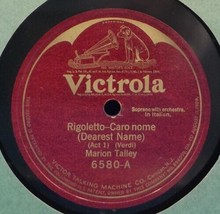 Victrola
Soprano with orchestra.
In Italian.
Rigoletto-Caro nome
(Dearest Name)
(Act 1) (Verdi)
Marion Talley
6580-A
VICTOR TALKING MACHINE CO.